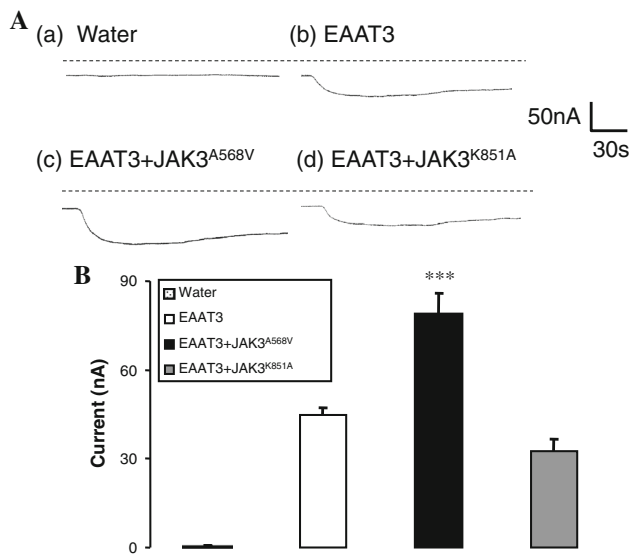 A
(a) Water
(b) EAAT3
50nA
30s
(c) EAAT3+JAK3A568V
(d) EAAT3+JAK3K851A
B
Current (nA)
90
60
30
0
***
Water
EAAT3
EAAT3+JAK3A568V
EAAT3+JAK3K851A